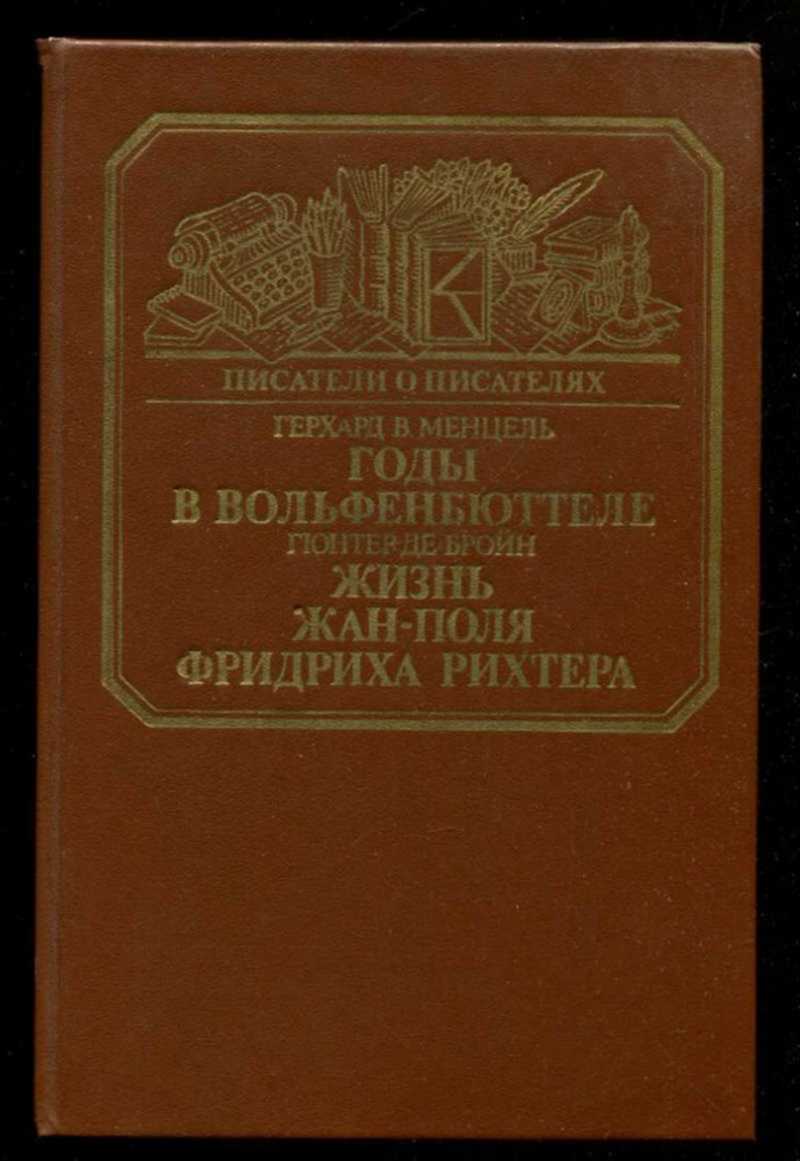 ПИСАТЕЛИ О ПИСАТЕЛЯХ
ГЕРХАРД В. МЕНЦЕЛЬ
ГОДЫ
В ВОЛЬФЕНБЮТТЕЛЕ
ГЮНТЕР ДЕ БРОЙН
ЖИЗНЬ
ЖАН-ПОЛЯ
ФРИДРИХА РИХТЕРА